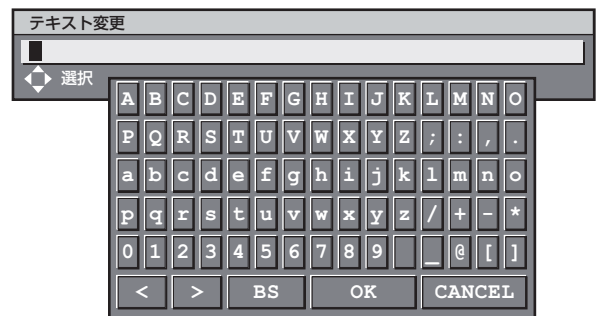 テキスト変更
選択
A B C D E F G H I J K L M N O
P Q R S T U V W X Y Z ; : , .
a b c d e f g h i j k l m n o
p q r s t u v w x y z / + - *
0 1 2 3 4 5 6 7 8 9 _ @ [ ]
< > BS OK CANCEL